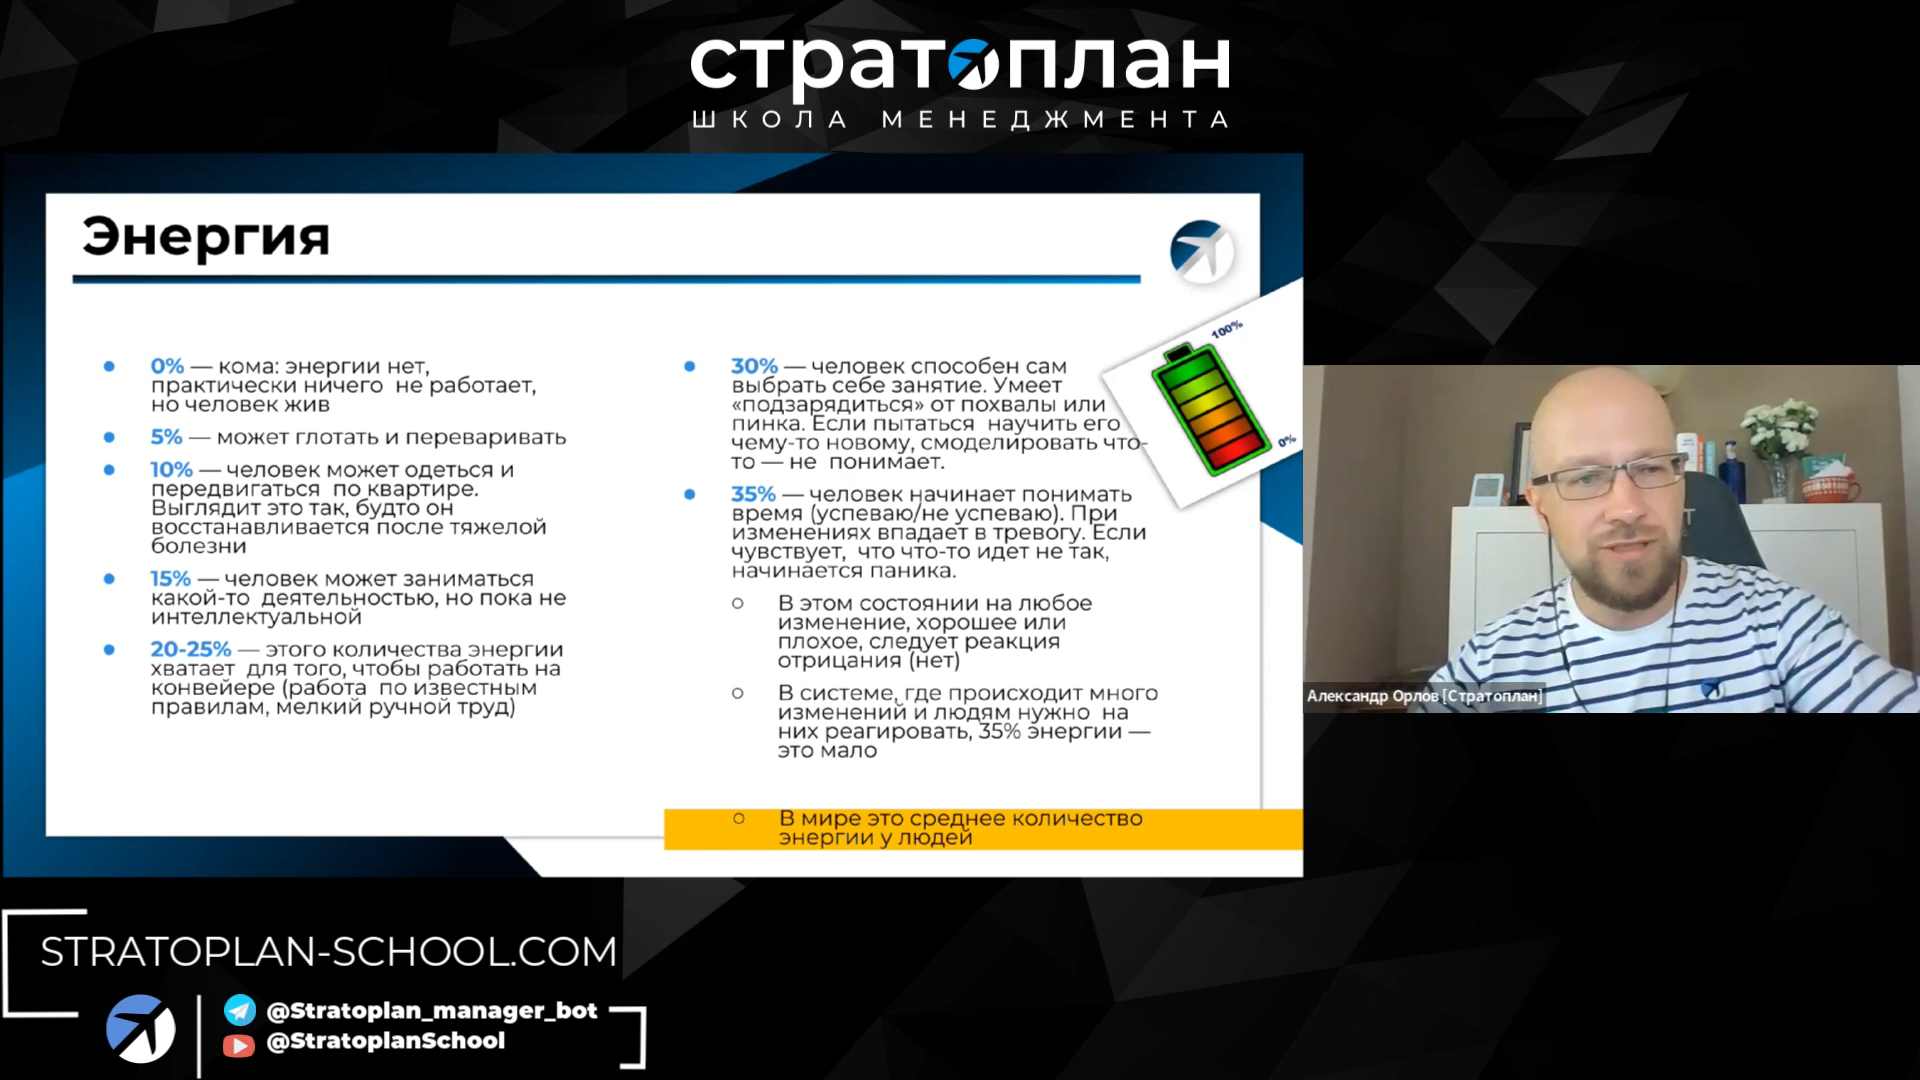 стратоплан
ШКОЛА МЕНЕДЖМЕНТА
Энергия
0% — кома: энергии нет,
практически ничего не работает,
но человек жив
5% — может глотать и переваривать
10% — человек может одеться и
передвигаться по квартире.
Выглядит это так, будто он
восстанавливается после тяжелой
болезни
15% — человек может заниматься
какой-то деятельностью, но пока не
интеллектуальной
20-25% — этого количества энергии
хватает для того, чтобы работать на
конвейере (работа по известным
правилам, мелкий ручной труд)
30% — человек способен сам
выбрать себе занятие. Умеет
«подзарядиться» от похвалы или
пинка. Если пытаться научить его
чему-то новому, смоделировать что-
то — не понимает.
35% — человек начинает понимать
время (успеваю/не успеваю). При
изменениях впадает в тревогу. Если
чувствует, что что-то идет не так,
начинается паника.
В этом состоянии на любое
изменение, хорошее или
плохое, следует реакция
отрицания (нет)
В системе, где происходит много
изменений и людям нужно на
них реагировать, 35% энергии —
это мало
В мире это среднее количество
энергии у людей
100%
0%
Александр Орлов [Стратоплан]
STRATOPLAN-SCHOOL.COM
@Stratoplan_manager_bot
@StratoplanSchool